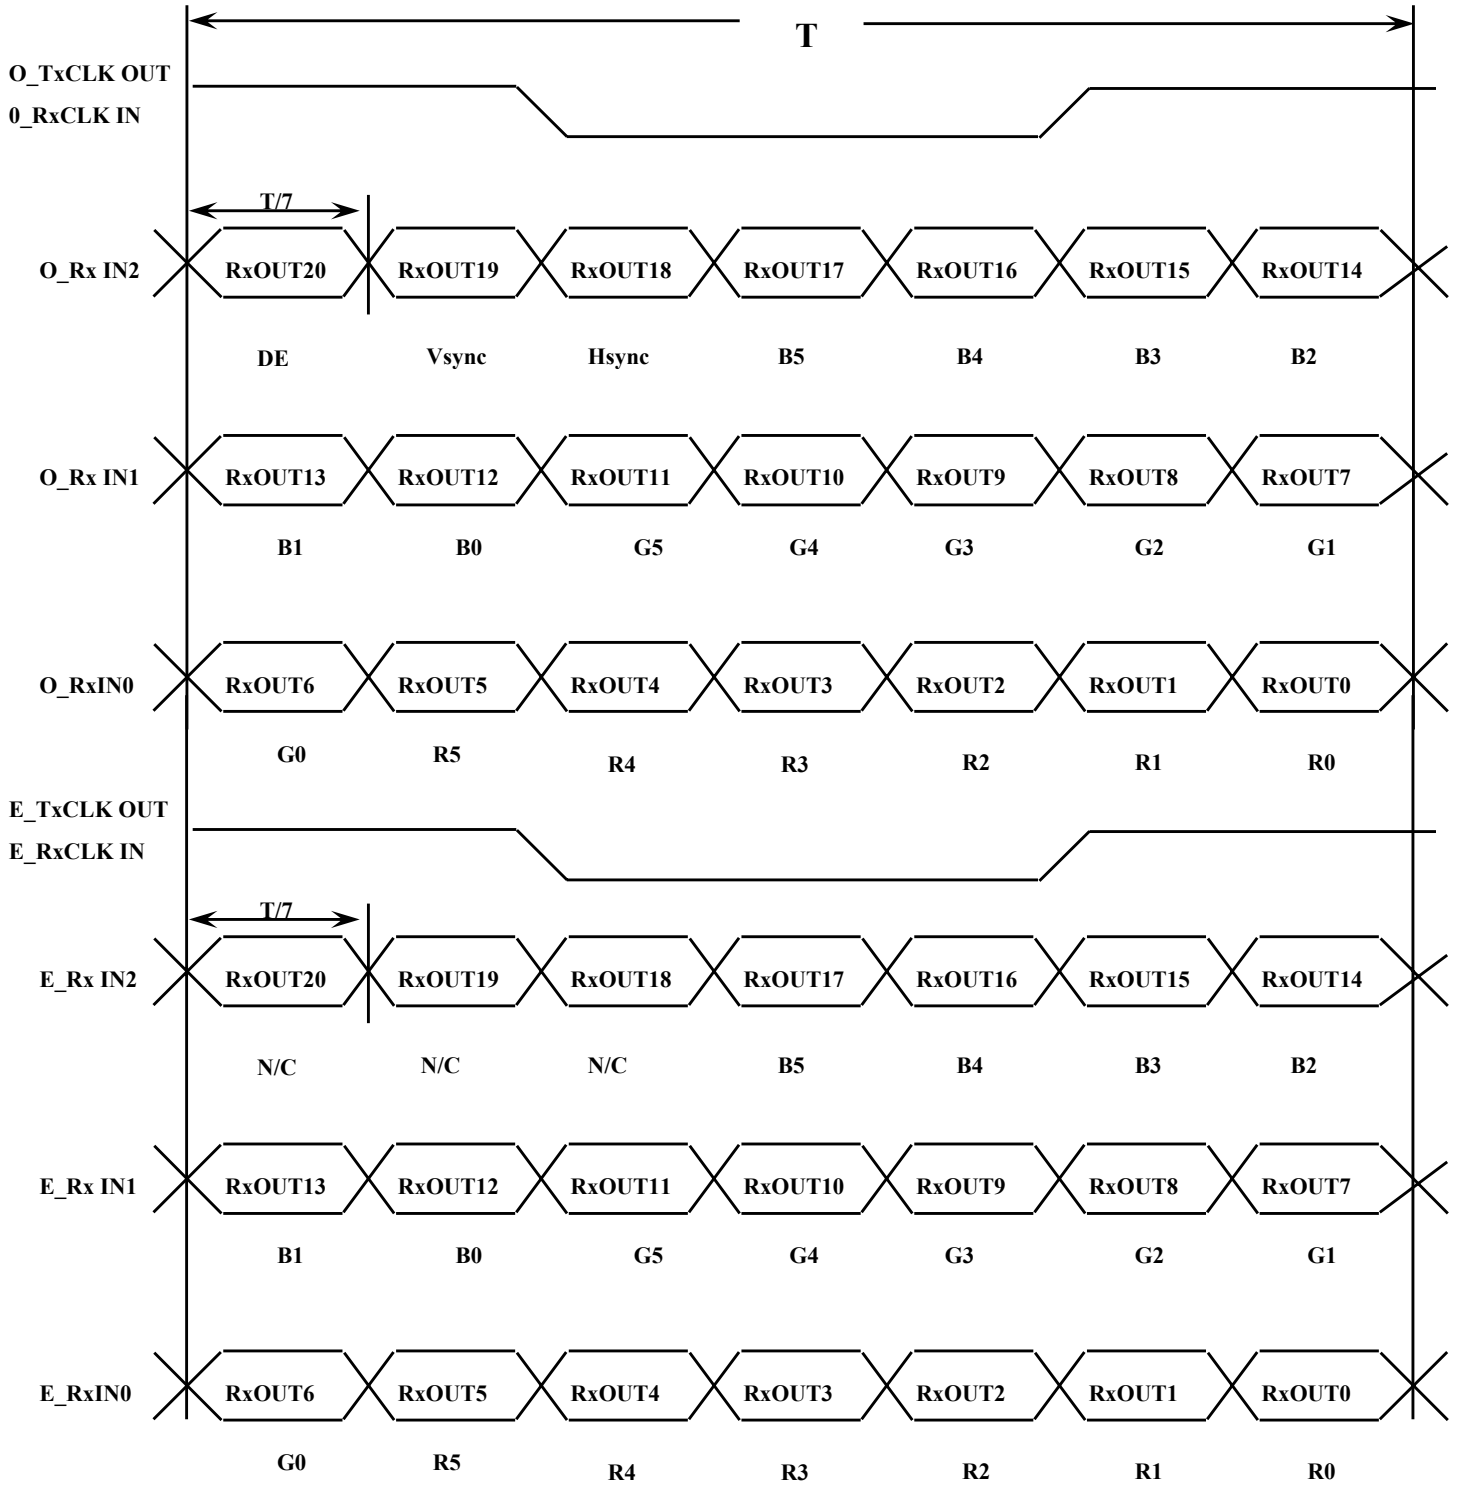 T
O_TxCLK OUT
0_RxCLK IN
T/7
O_Rx IN2 RxOUT20 RxOUT19 RxOUT18 RxOUT17 RxOUT16 RxOUT15 RxOUT14
DE Vsync Hsync B5 B4 B3 B2
O_Rx IN1 RxOUT13 RxOUT12 RxOUT11 RxOUT10 RxOUT9 RxOUT8 RxOUT7
B1 B0 G5 G4 G3 G2 G1
O_RxIN0 RxOUT6 RxOUT5 RxOUT4 RxOUT3 RxOUT2 RxOUT1 RxOUT0
G0 R5 R4 R3 R2 R1 R0
E_TxCLK OUT
E_RxCLK IN
T/7
E_Rx IN2 RxOUT20 RxOUT19 RxOUT18 RxOUT17 RxOUT16 RxOUT15 RxOUT14
N/C N/C N/C B5 B4 B3 B2
E_Rx IN1 RxOUT13 RxOUT12 RxOUT11 RxOUT10 RxOUT9 RxOUT8 RxOUT7
B1 B0 G5 G4 G3 G2 G1
E_RxIN0 RxOUT6 RxOUT5 RxOUT4 RxOUT3 RxOUT2 RxOUT1 RxOUT0
G0 R5 R4 R3 R2 R1 R0